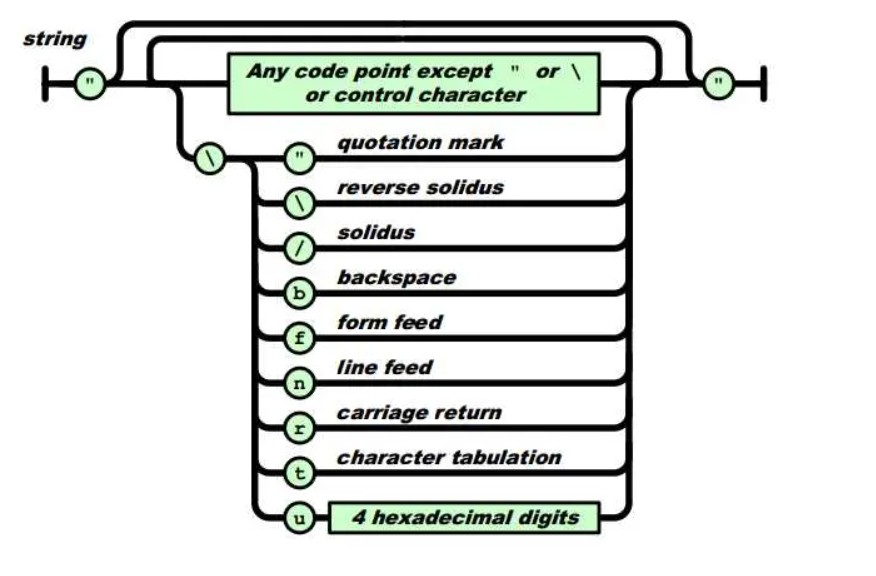 string
" Any code point except " or \ "
or control character
\ " quotation mark
\ reverse solidus
/ solidus
b backspace
f form feed
n line feed
r carriage return
t character tabulation
u 4 hexadecimal digits